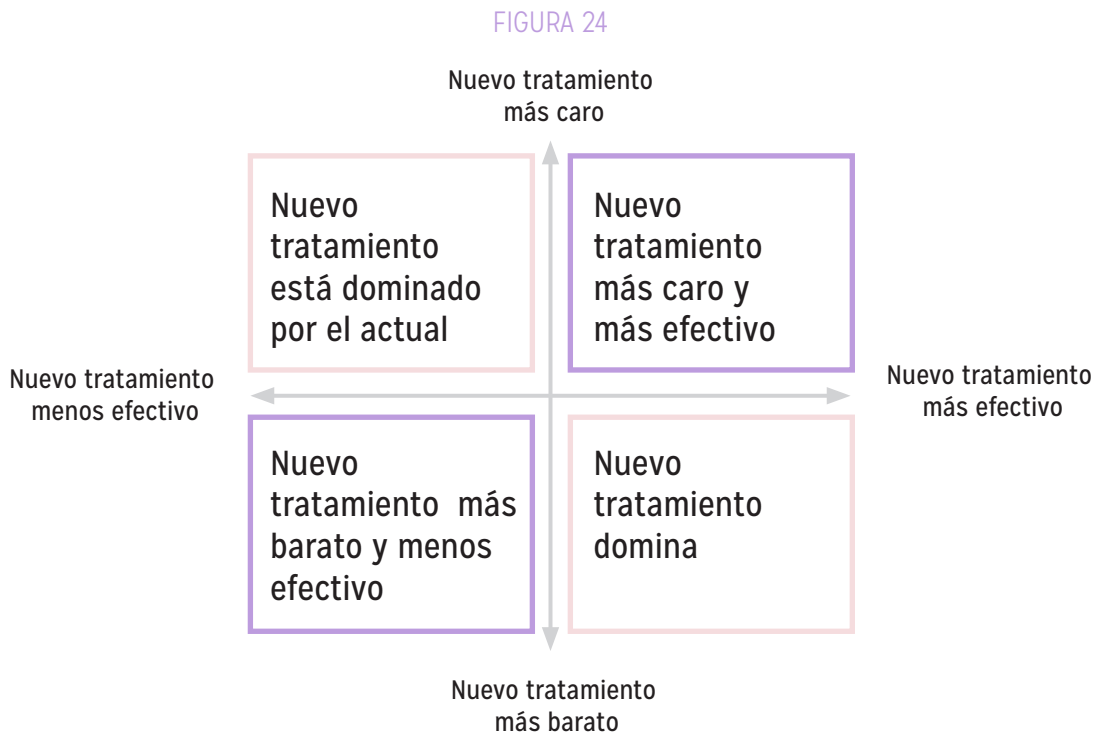 FIGURA 24
Nuevo tratamiento
más caro
Nuevo
tratamiento
está dominado
por el actual
Nuevo
tratamiento
más caro y
más efectivo
Nuevo tratamiento
menos efectivo
Nuevo tratamiento
más efectivo
Nuevo
tratamiento más
barato y menos
efectivo
Nuevo
tratamiento
domina
Nuevo tratamiento
más barato